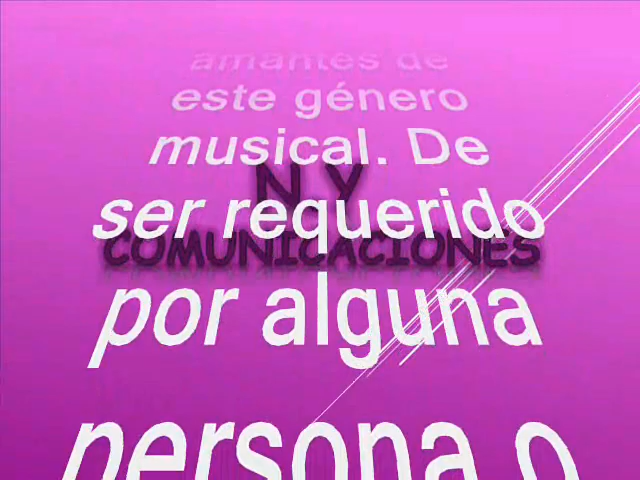 amantes de
este género
musical. De
N.Y
ser requerido
COMUNICACIONES
por alguna
persona o